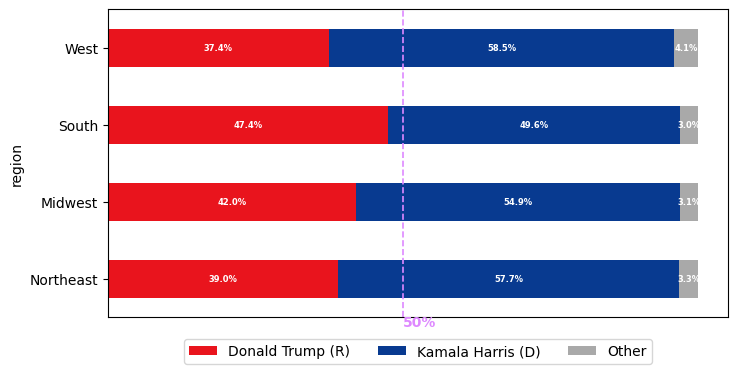 West
37.4%
58.5%
4.1%
South
47.4%
49.6%
3.0%
region
Midwest
42.0%
54.9%
3.1%
Northeast
39.0%
57.7%
3.3%
50%
Donald Trump (R)
Kamala Harris (D)
Other